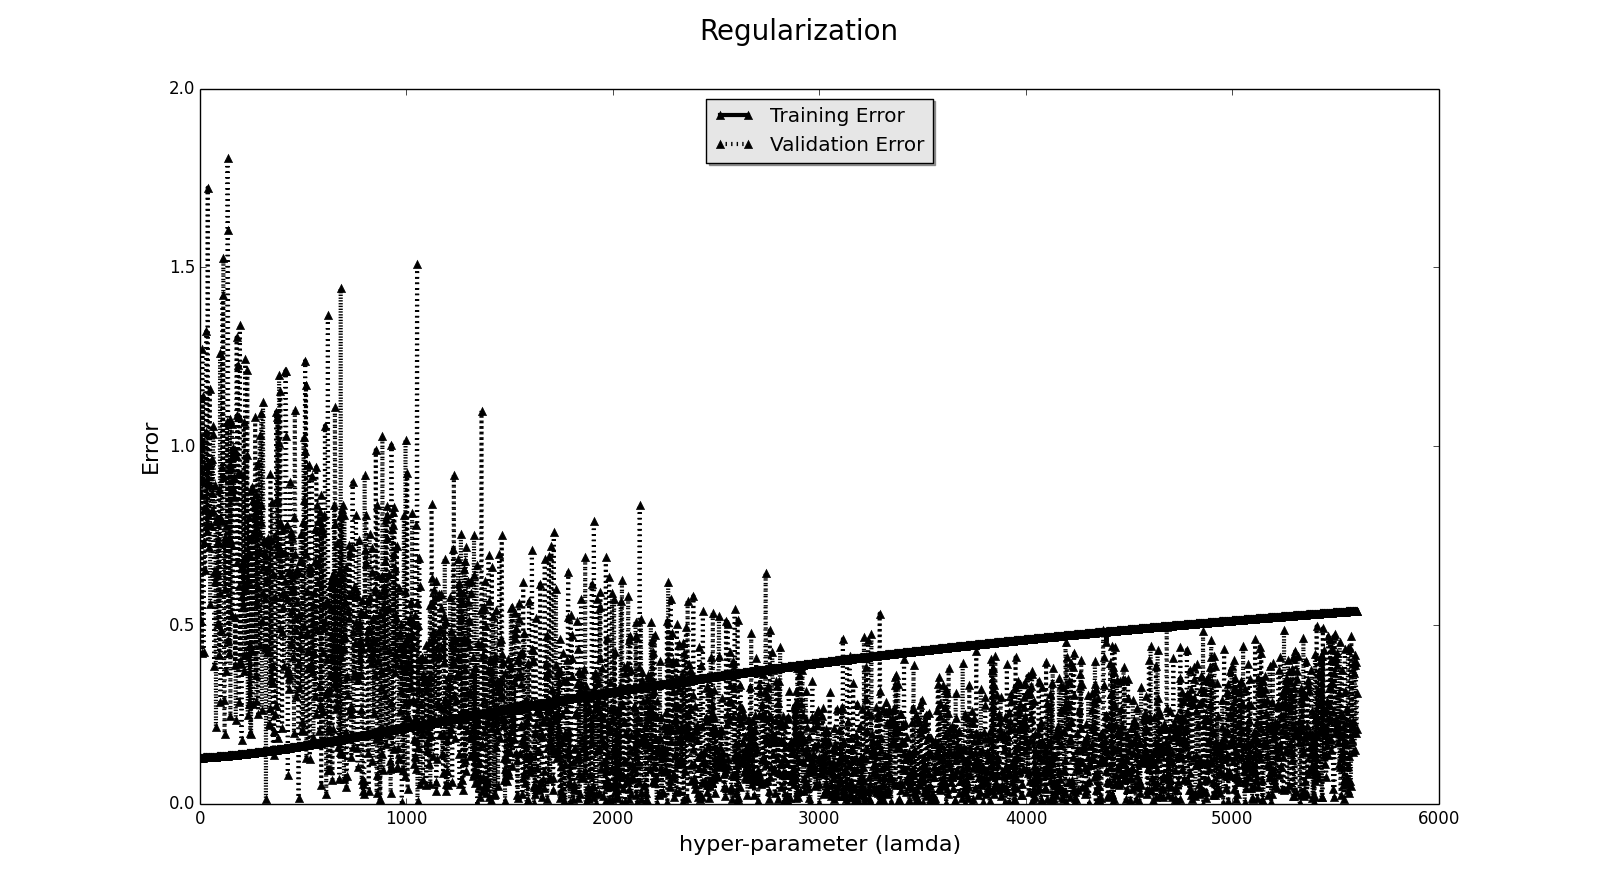 Regularization
Training Error
Validation Error
2.0
1.5
1.0
0.5
0.0
Error
0 1000 2000 3000 4000 5000 6000
hyper-parameter (lamda)